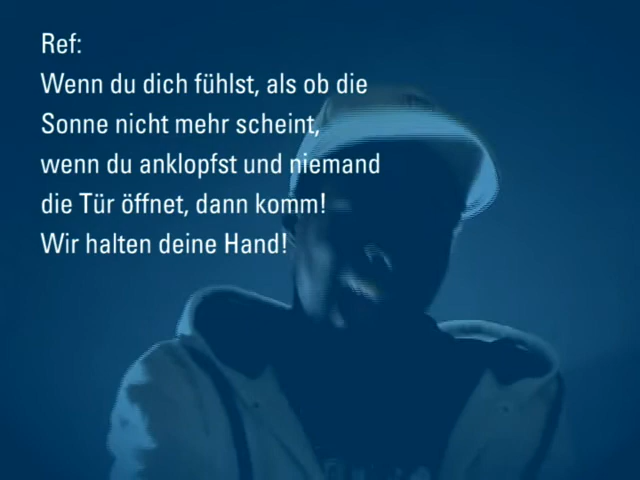 Ref:
Wenn du dich fühlst, als ob die
Sonne nicht mehr scheint,
wenn du anklopfst und niemand
die Tür öffnet, dann komm!
Wir halten deine Hand!